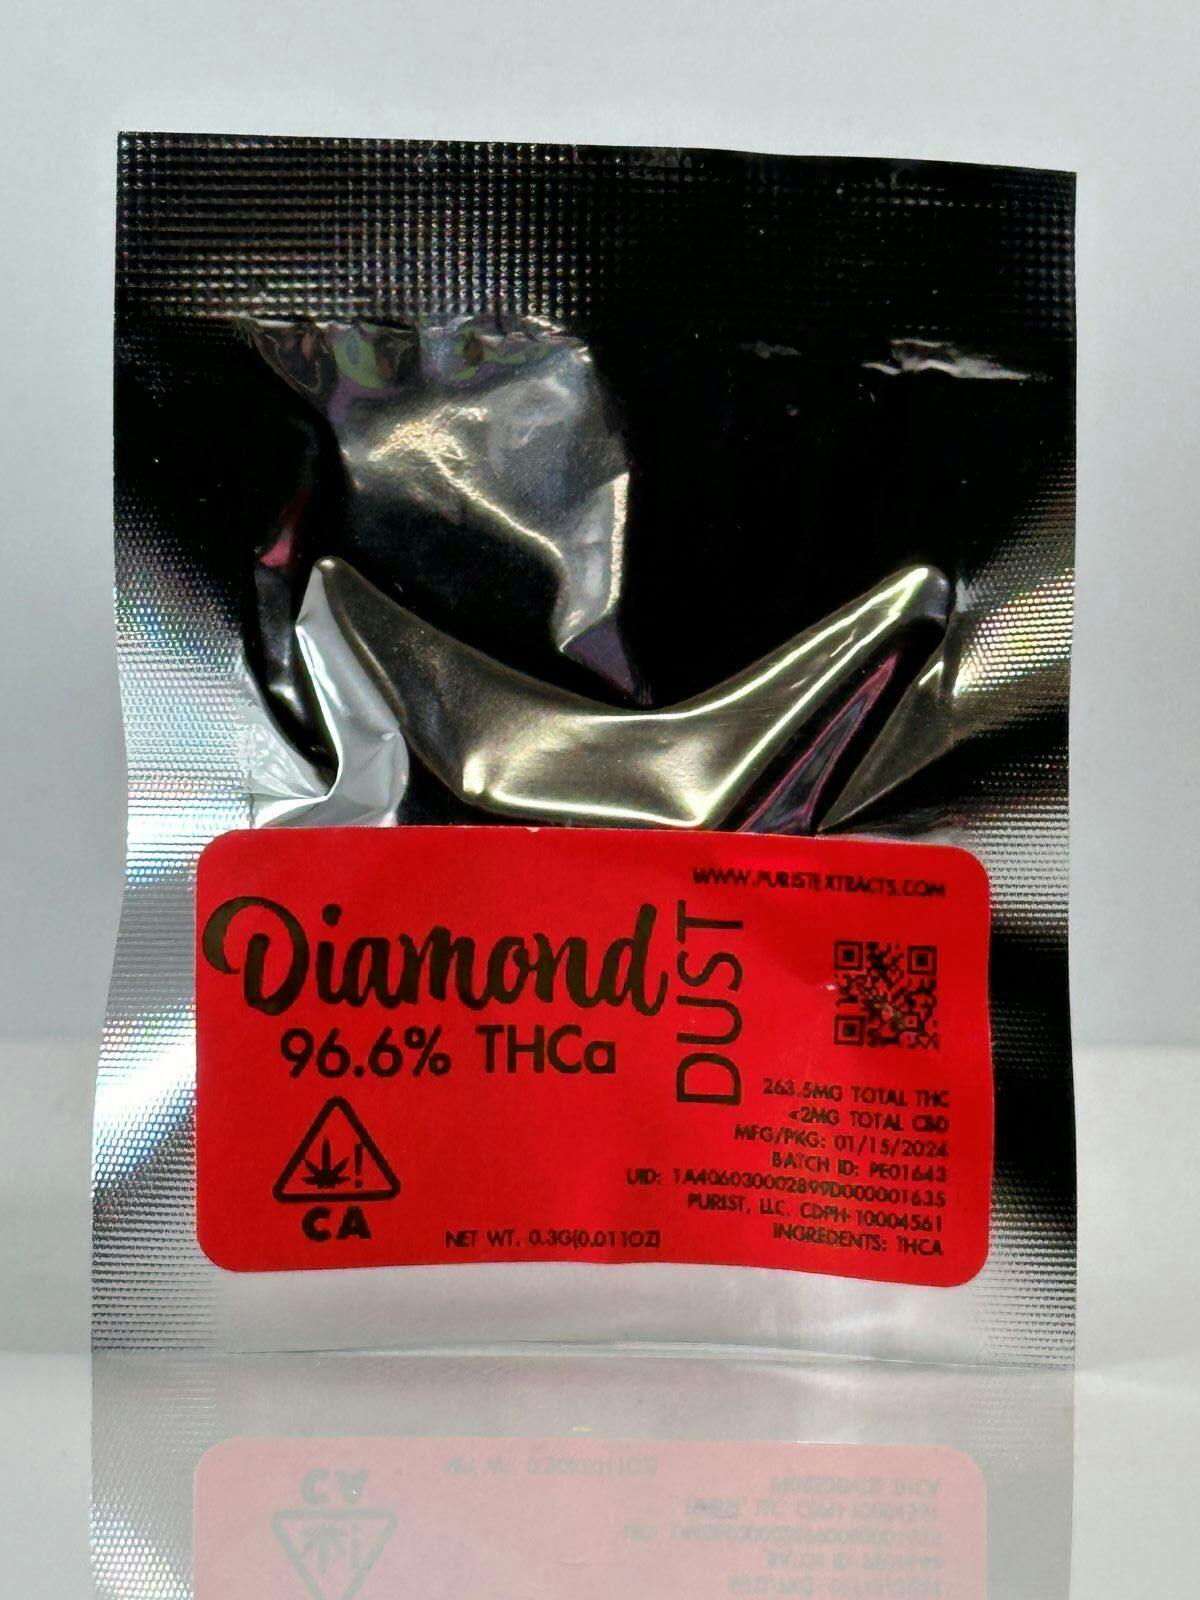 WWW.PURISTEXTRACTS.COM
Diamond
DUST
96.6% THCa
263.5MG TOTAL THC
<2MG TOTAL CBD
MFG/PKG: 01/15/2024
BATCH ID: PE01643
UID: 1A406030002899D000001635
PURIST, LLC. CDPH-10004561
INGREDIENTS: THCA
!
CA
NET WT. 0.3G(0.011OZ)